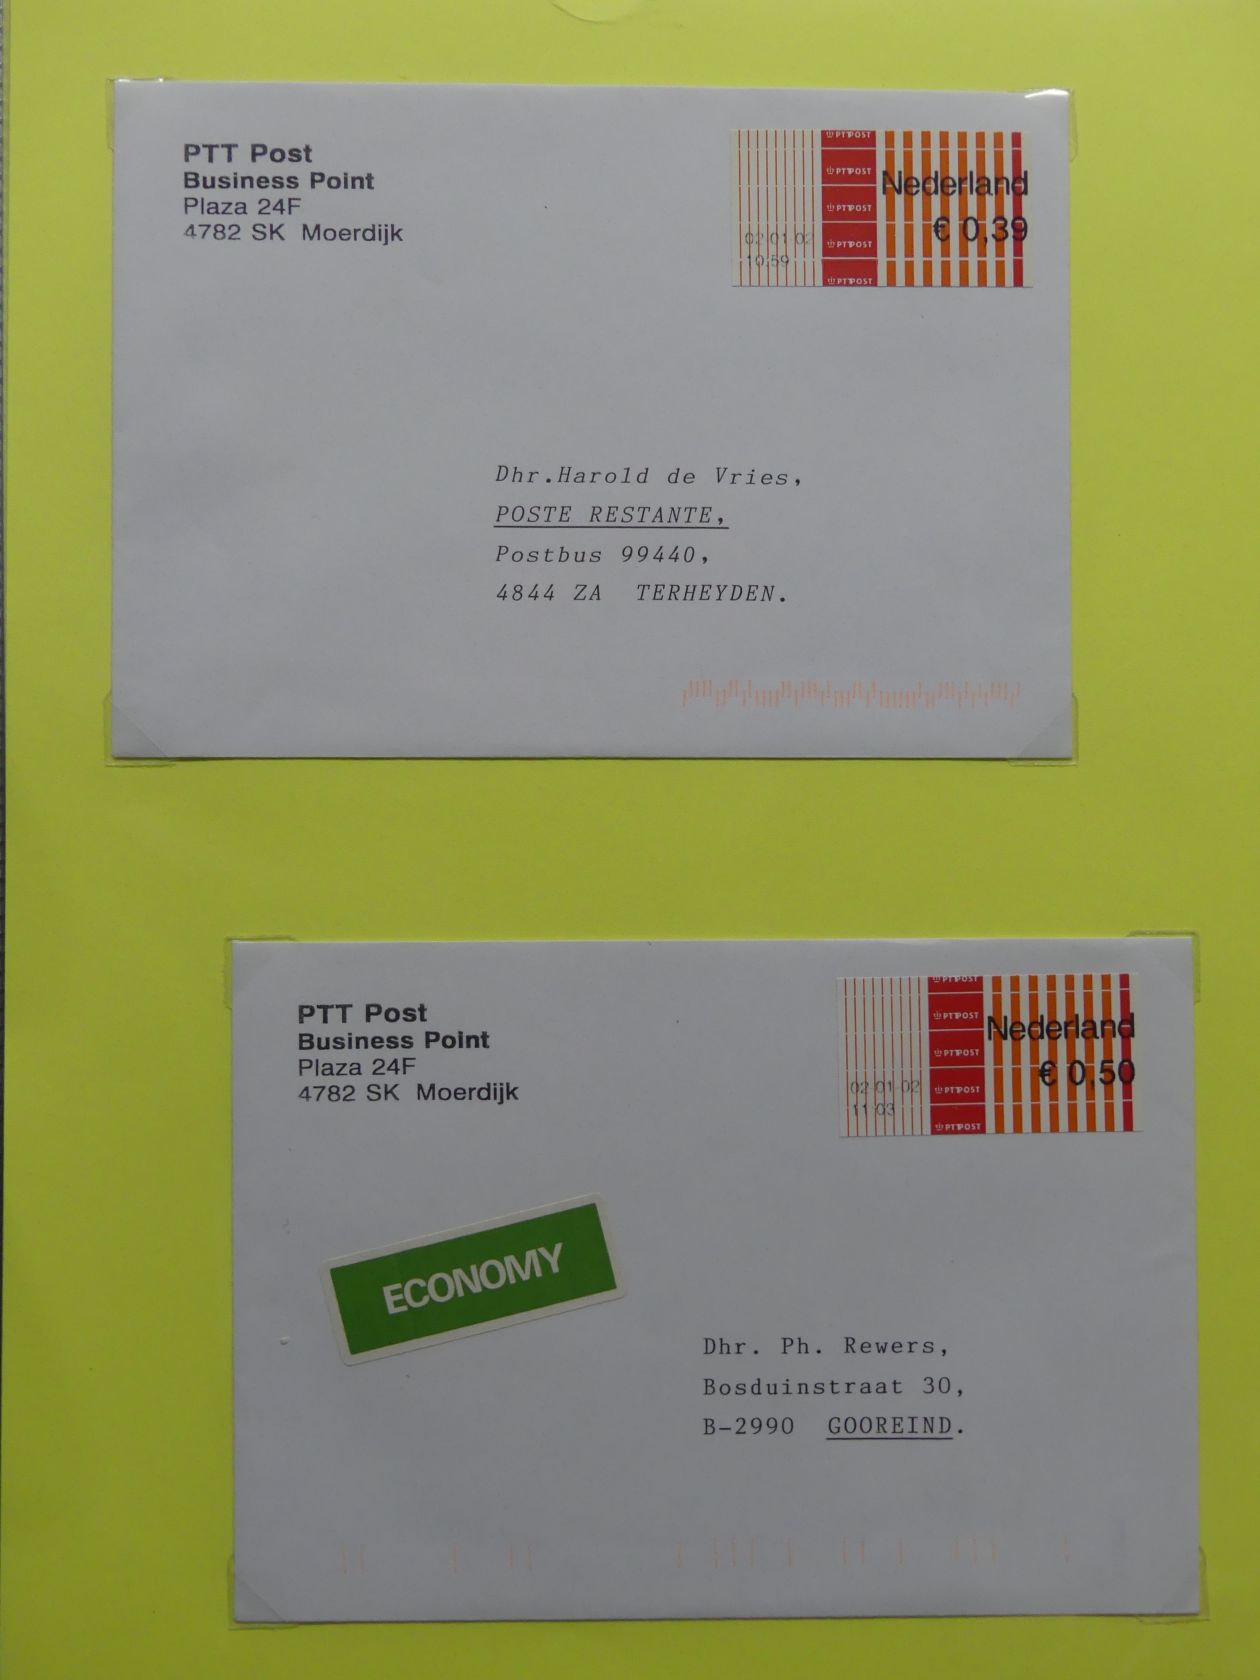 PTT Post
Business Point
Plaza 24F
4782 SK Moerdijk
PTT POST
PTT POST
PTT POST
PTT POST
PTT POST
Nederland
€ 0,39
02 01 02
10:59
Dhr.Harold de Vries,
POSTE RESTANTE,
Postbus 99440,
4844 ZA TERHEYDEN.
PTT Post
Business Point
Plaza 24F
4782 SK Moerdijk
PTT POST
PTT POST
PTT POST
PTT POST
PTT POST
Nederland
€ 0,50
02-01-02
11:03
ECONOMY
Dhr. Ph. Rewers,
Bosduinstraat 30,
B-2990 GOOREIND.